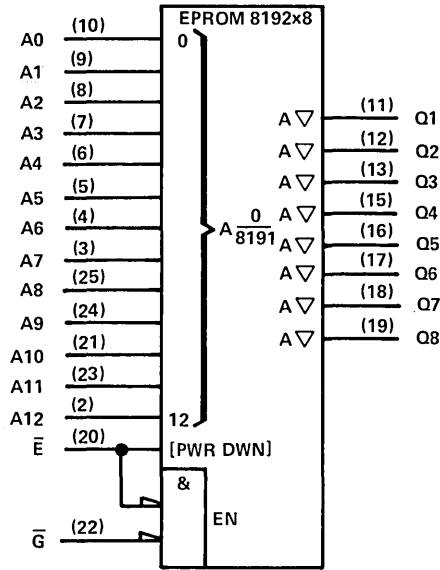 EPROM 8192x8
A0 (10) 0
A1 (9)
A2 (8)
A3 (7)
A4 (6)
A5 (5)
A6 (4)
A7 (3)
A8 (25)
A9 (24)
A10 (21)
A11 (23)
A12 (2) 12
A 0/8191
A▽ (11) Q1
A▽ (12) Q2
A▽ (13) Q3
A▽ (15) Q4
A▽ (16) Q5
A▽ (17) Q6
A▽ (18) Q7
A▽ (19) Q8
E̅ (20) [PWR DWN]
&
EN
G̅ (22)